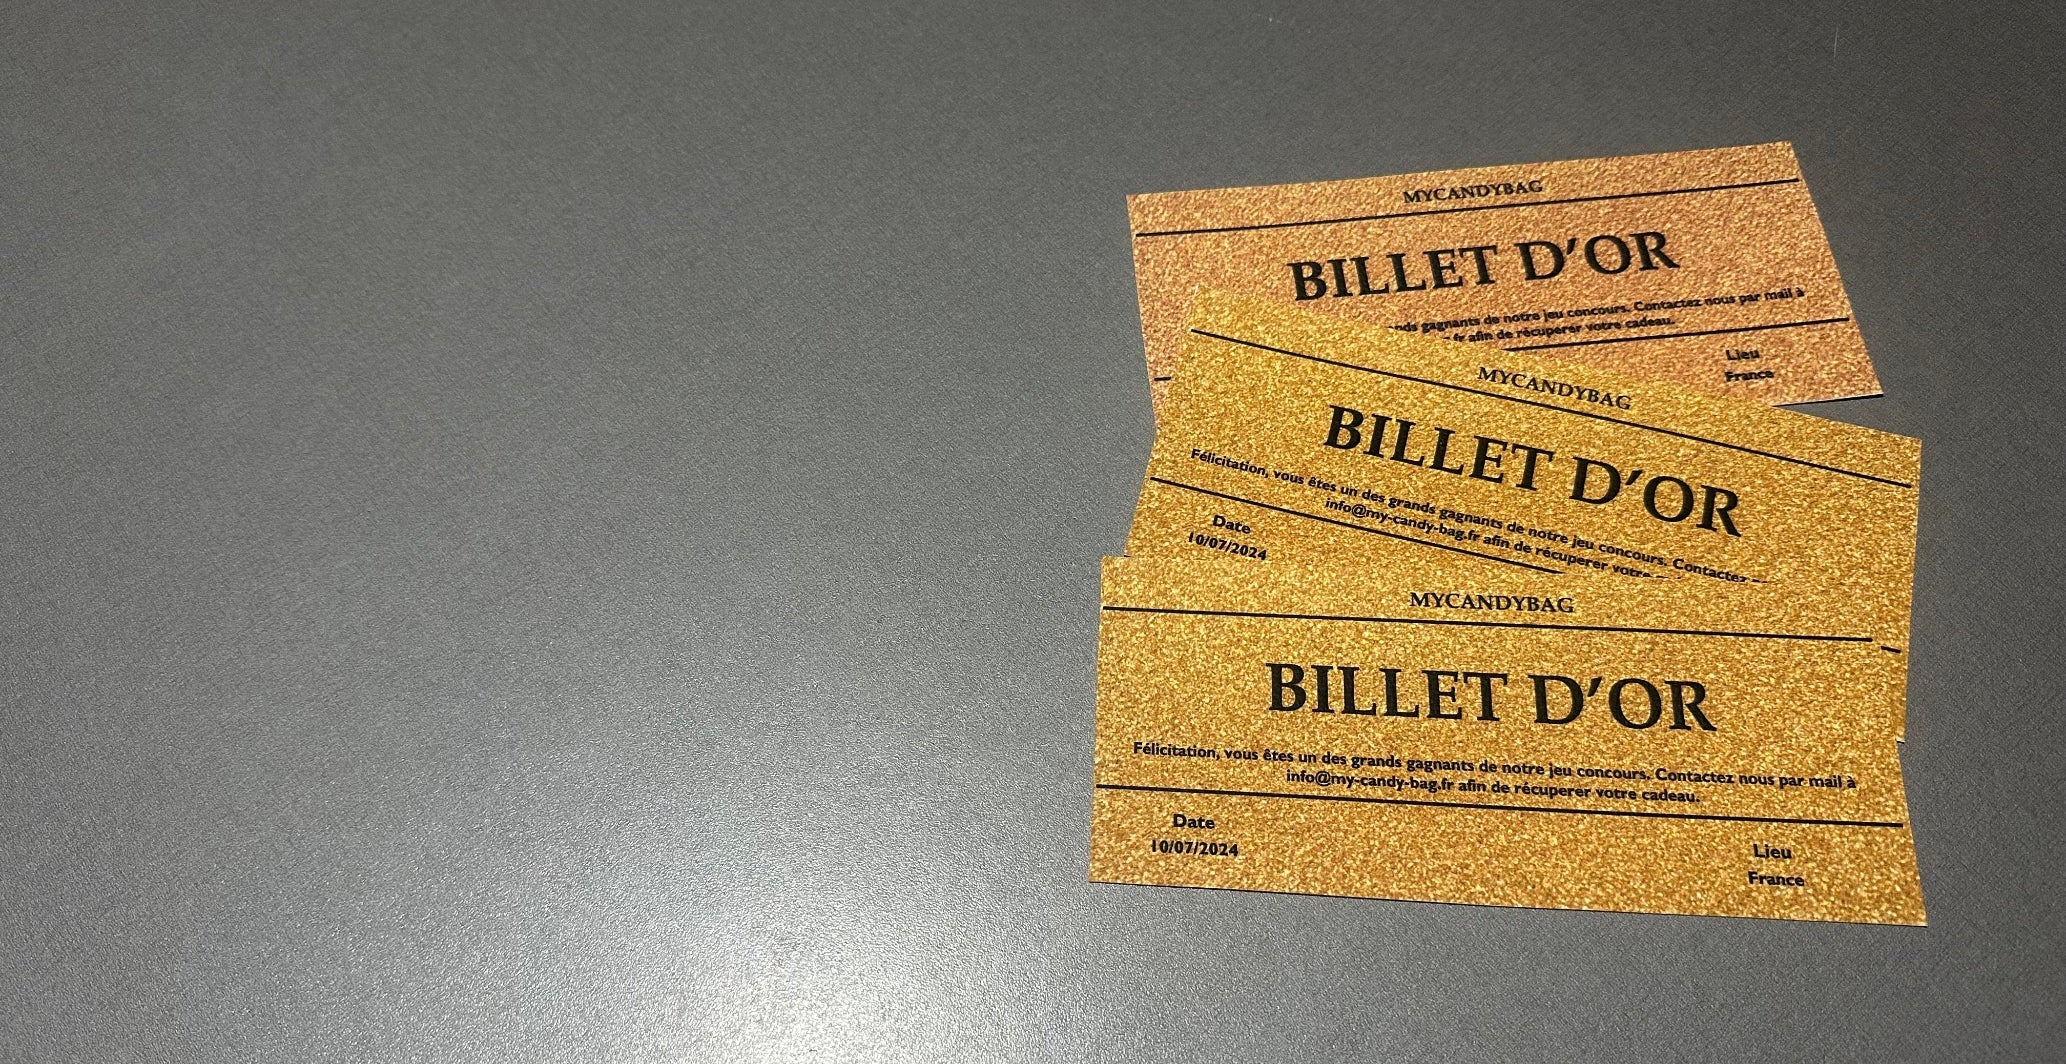 MYCANDYBAG
BILLET D'OR
gagnants de notre jeu concours. Contactez nous par mail à
fr afin de récuperer votre cadeau.
Lieu
France
MYCANDYBAG
BILLET D'OR
Félicitation, vous êtes un des grands gagnants de notre jeu concours. Contactez
info@my-candy-bag.fr afin de récuperer votre
Date
10/07/2024
MYCANDYBAG
BILLET D'OR
Félicitation, vous êtes un des grands gagnants de notre jeu concours. Contactez nous par mail à
info@my-candy-bag.fr afin de récuperer votre cadeau.
Date
10/07/2024
Lieu
France